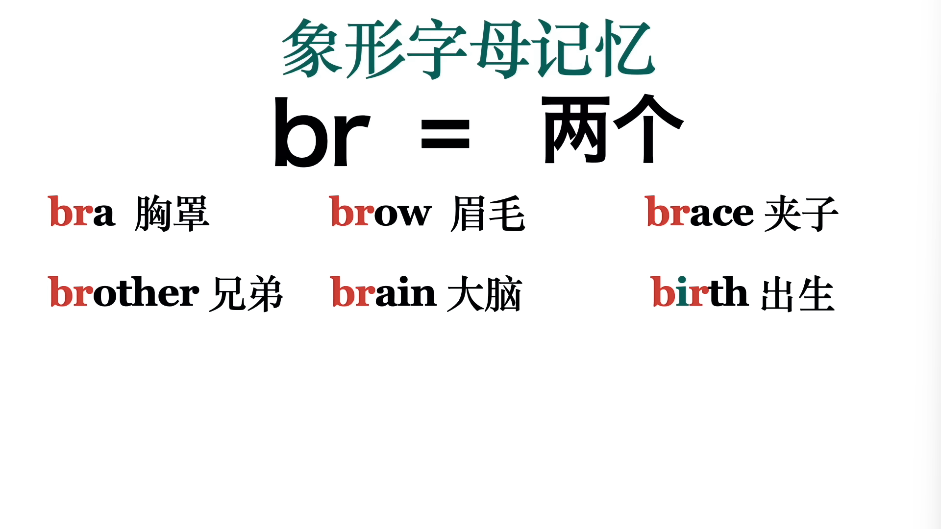 象形字母记忆
br = 两个
bra 胸罩 brow 眉毛 brace 夹子
brother 兄弟 brain 大脑 birth 出生